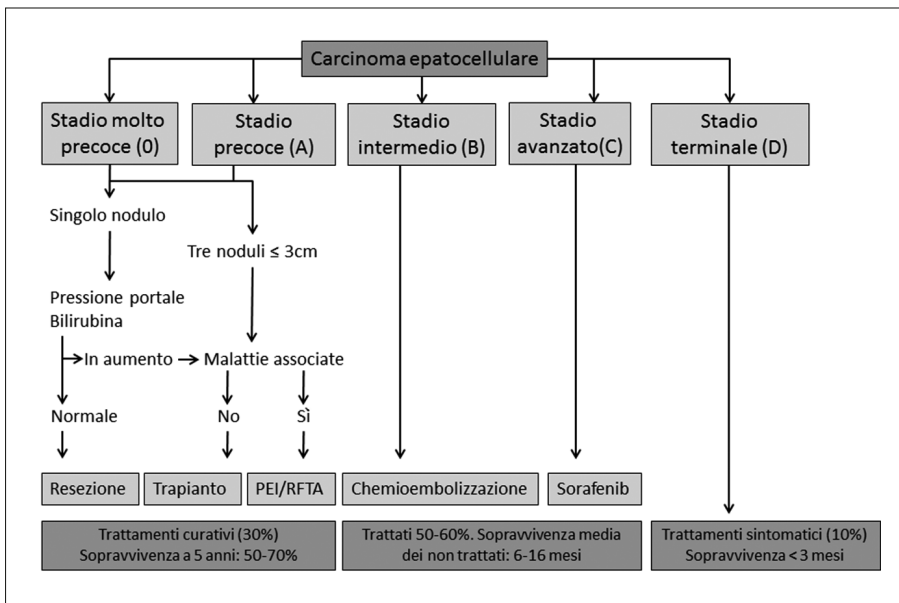 Carcinoma epatocellulare
Stadio molto
precoce (0)
Stadio
precoce (A)
Stadio
intermedio (B)
Stadio
avanzato(C)
Stadio
terminale (D)
Singolo nodulo
Tre noduli ≤ 3cm
Pressione portale
Bilirubina
In aumento
Malattie associate
Normale
No
Sì
Resezione
Trapianto
PEI/RFTA
Chemioembolizzazione
Sorafenib
Trattamenti curativi (30%)
Sopravvivenza a 5 anni: 50-70%
Trattati 50-60%. Sopravvivenza media
dei non trattati: 6-16 mesi
Trattamenti sintomatici (10%)
Sopravvivenza < 3 mesi